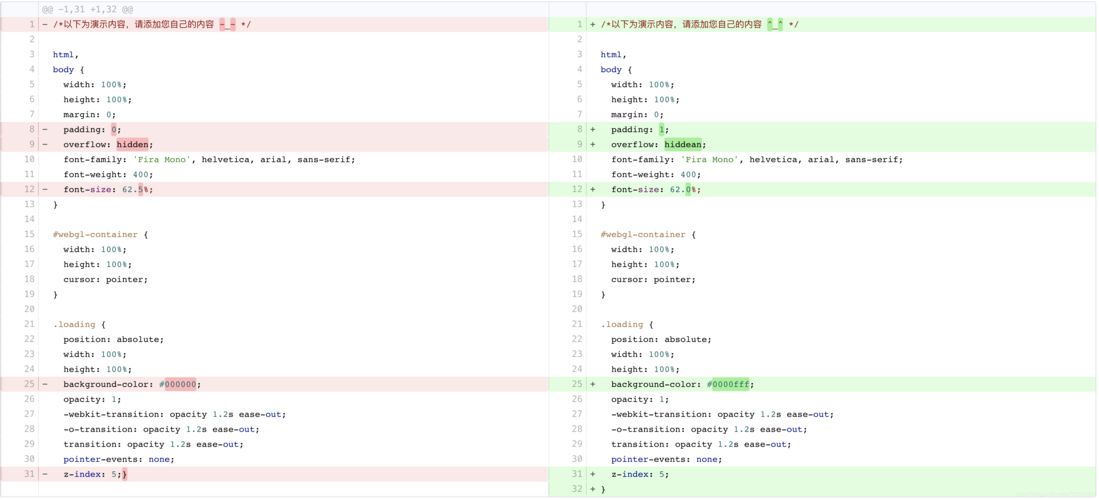 @@ -1,31 +1,32 @@
1 - /*以下为演示内容，请添加您自己的内容 -_- */
2
3 html,
4 body {
5 width: 100%;
6 height: 100%;
7 margin: 0;
8 - padding: 0;
9 - overflow: hidden;
10 font-family: 'Fira Mono', helvetica, arial, sans-serif;
11 font-weight: 400;
12 - font-size: 62.5%;
13 }
14
15 #webgl-container {
16 width: 100%;
17 height: 100%;
18 cursor: pointer;
19 }
20
21 .loading {
22 position: absolute;
23 width: 100%;
24 height: 100%;
25 - background-color: #000000;
26 opacity: 1;
27 -webkit-transition: opacity 1.2s ease-out;
28 -o-transition: opacity 1.2s ease-out;
29 transition: opacity 1.2s ease-out;
30 pointer-events: none;
31 - z-index: 5;}
1 + /*以下为演示内容，请添加您自己的内容 ^_^ */
2
3 html,
4 body {
5 width: 100%;
6 height: 100%;
7 margin: 0;
8 + padding: 1;
9 + overflow: hiddean;
10 font-family: 'Fira Mono', helvetica, arial, sans-serif;
11 font-weight: 400;
12 + font-size: 62.0%;
13 }
14
15 #webgl-container {
16 width: 100%;
17 height: 100%;
18 cursor: pointer;
19 }
20
21 .loading {
22 position: absolute;
23 width: 100%;
24 height: 100%;
25 + background-color: #0000fff;
26 opacity: 1;
27 -webkit-transition: opacity 1.2s ease-out;
28 -o-transition: opacity 1.2s ease-out;
29 transition: opacity 1.2s ease-out;
30 pointer-events: none;
31 + z-index: 5;
32 + }